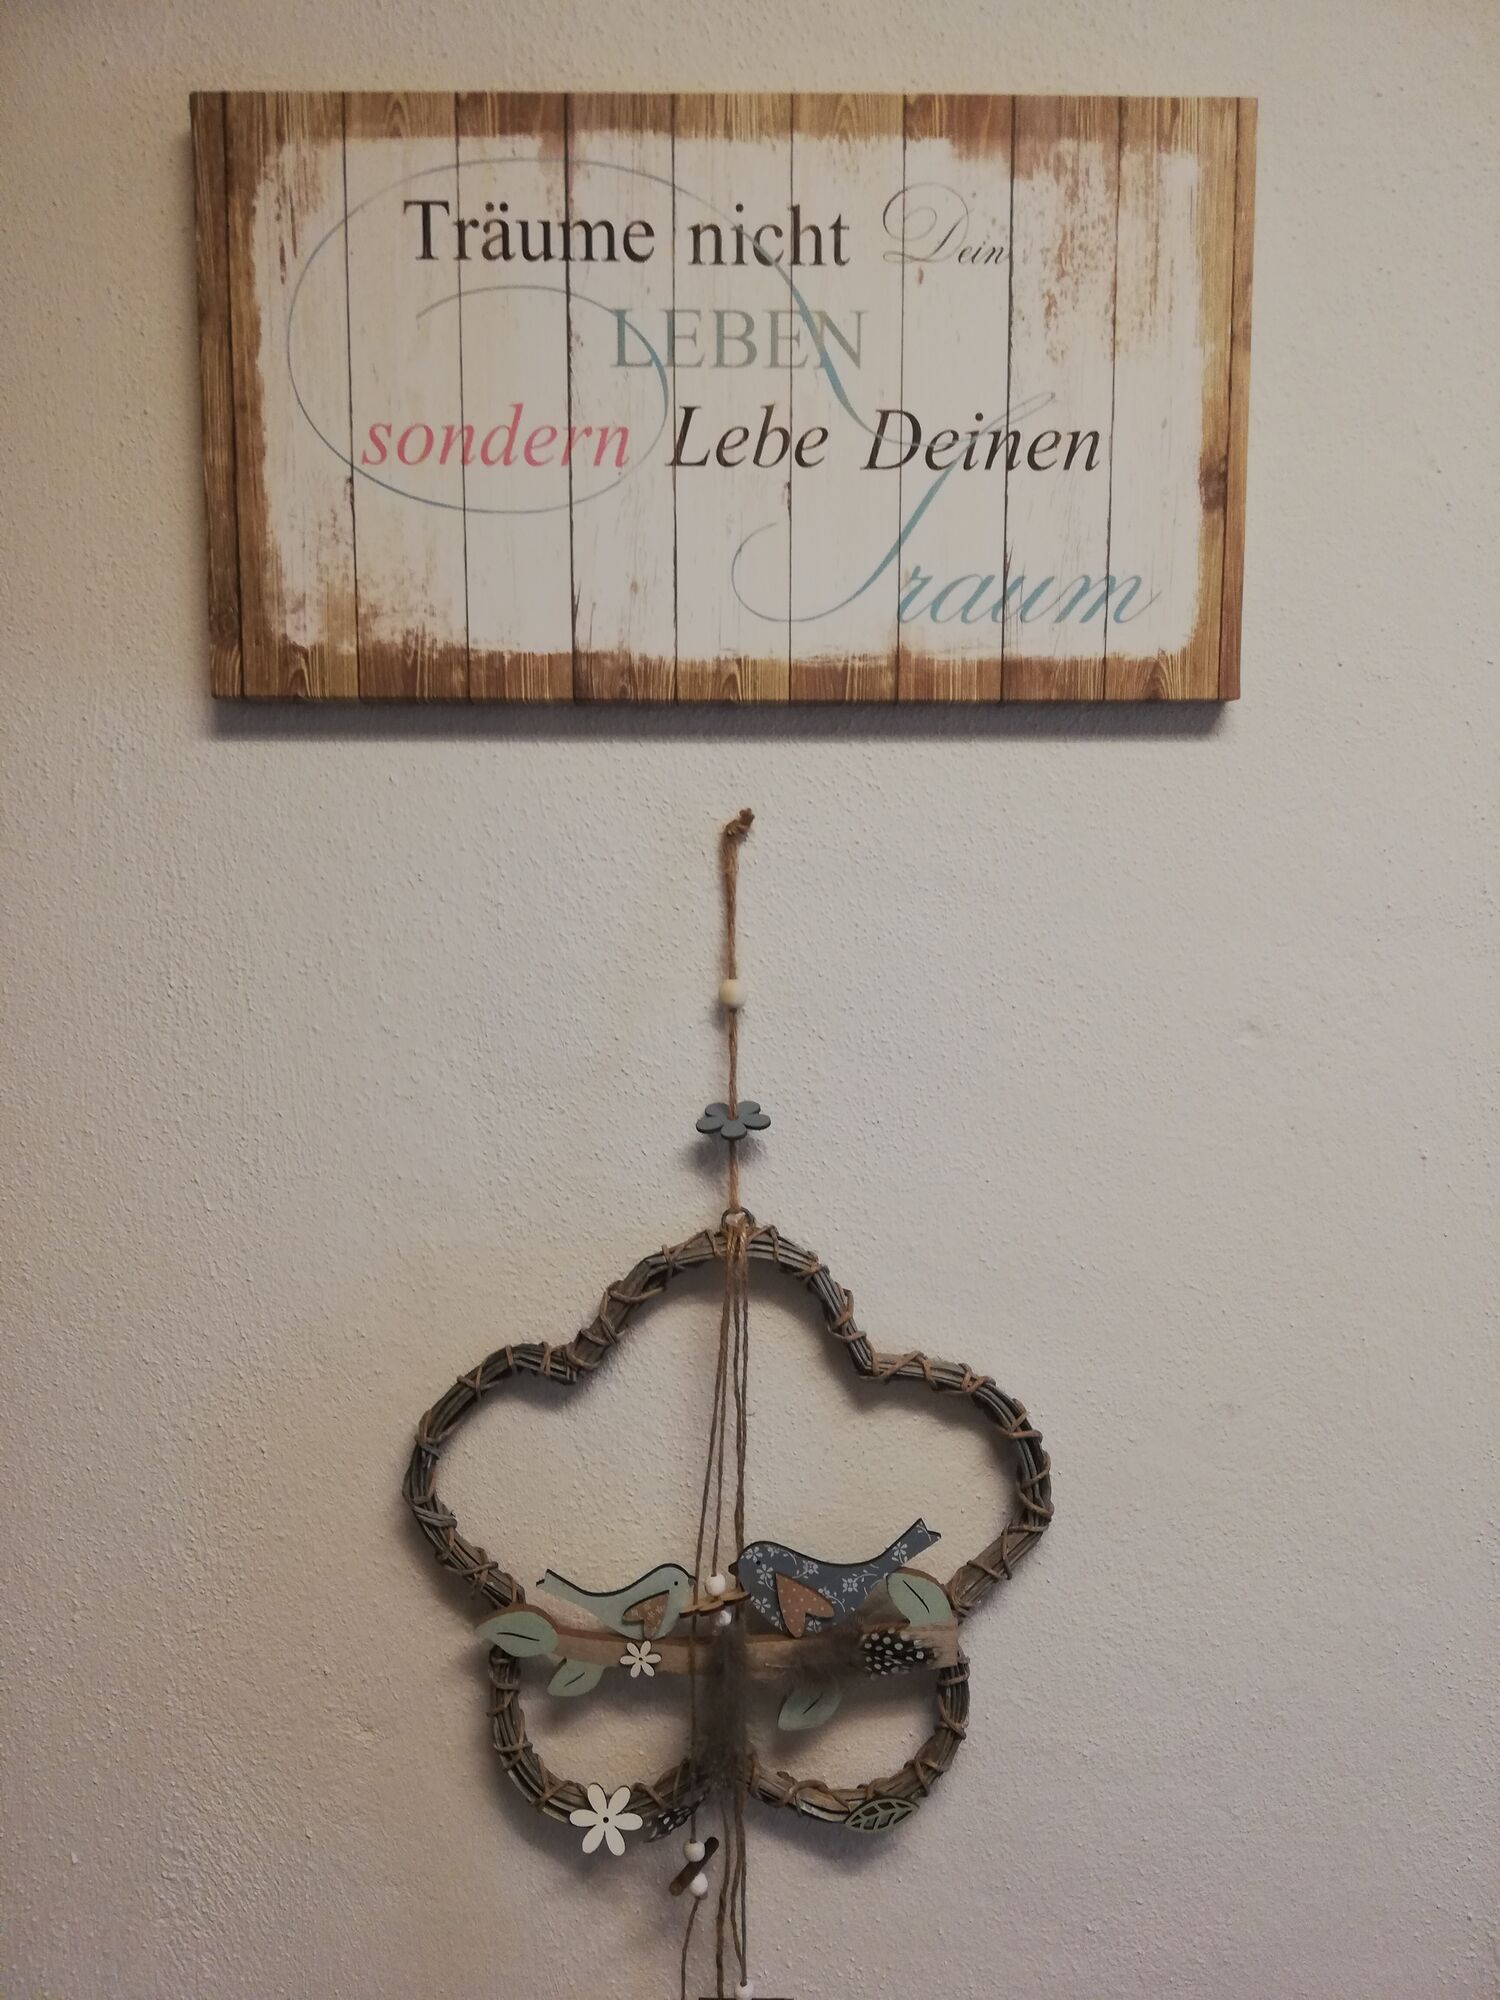 Träume nicht Dein
LEBEN
sondern Lebe Deinen
Traum